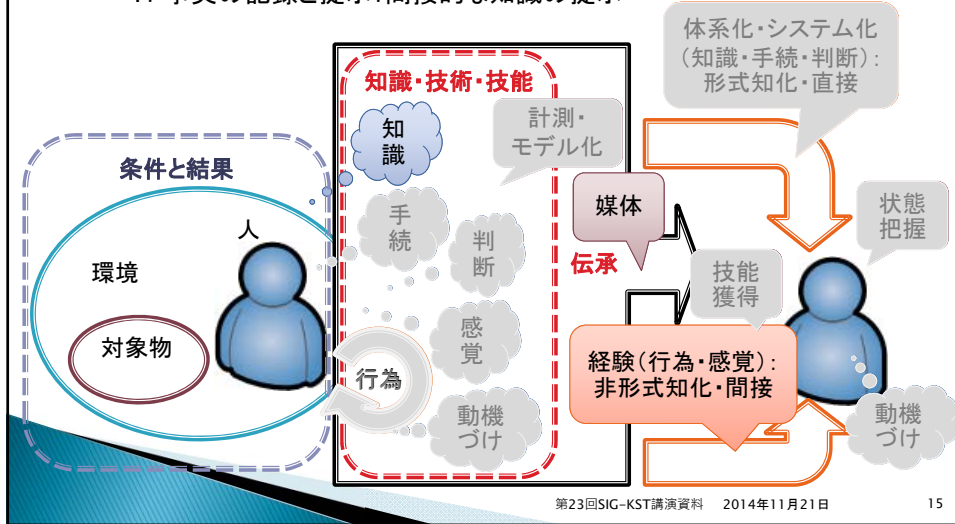 知識・技術・技能
条件と結果
環境
対象物
人
知
識
手
続
判
断
感
覚
行為
動機
づけ
計測・
モデル化
媒体
伝承
体系化・システム化
(知識・手続・判断):
形式知化・直接
状態
把握
技能
獲得
経験(行為・感覚):
非形式知化・間接
動機
づけ
第23回SIG-KST講演資料 2014年11月21日 15